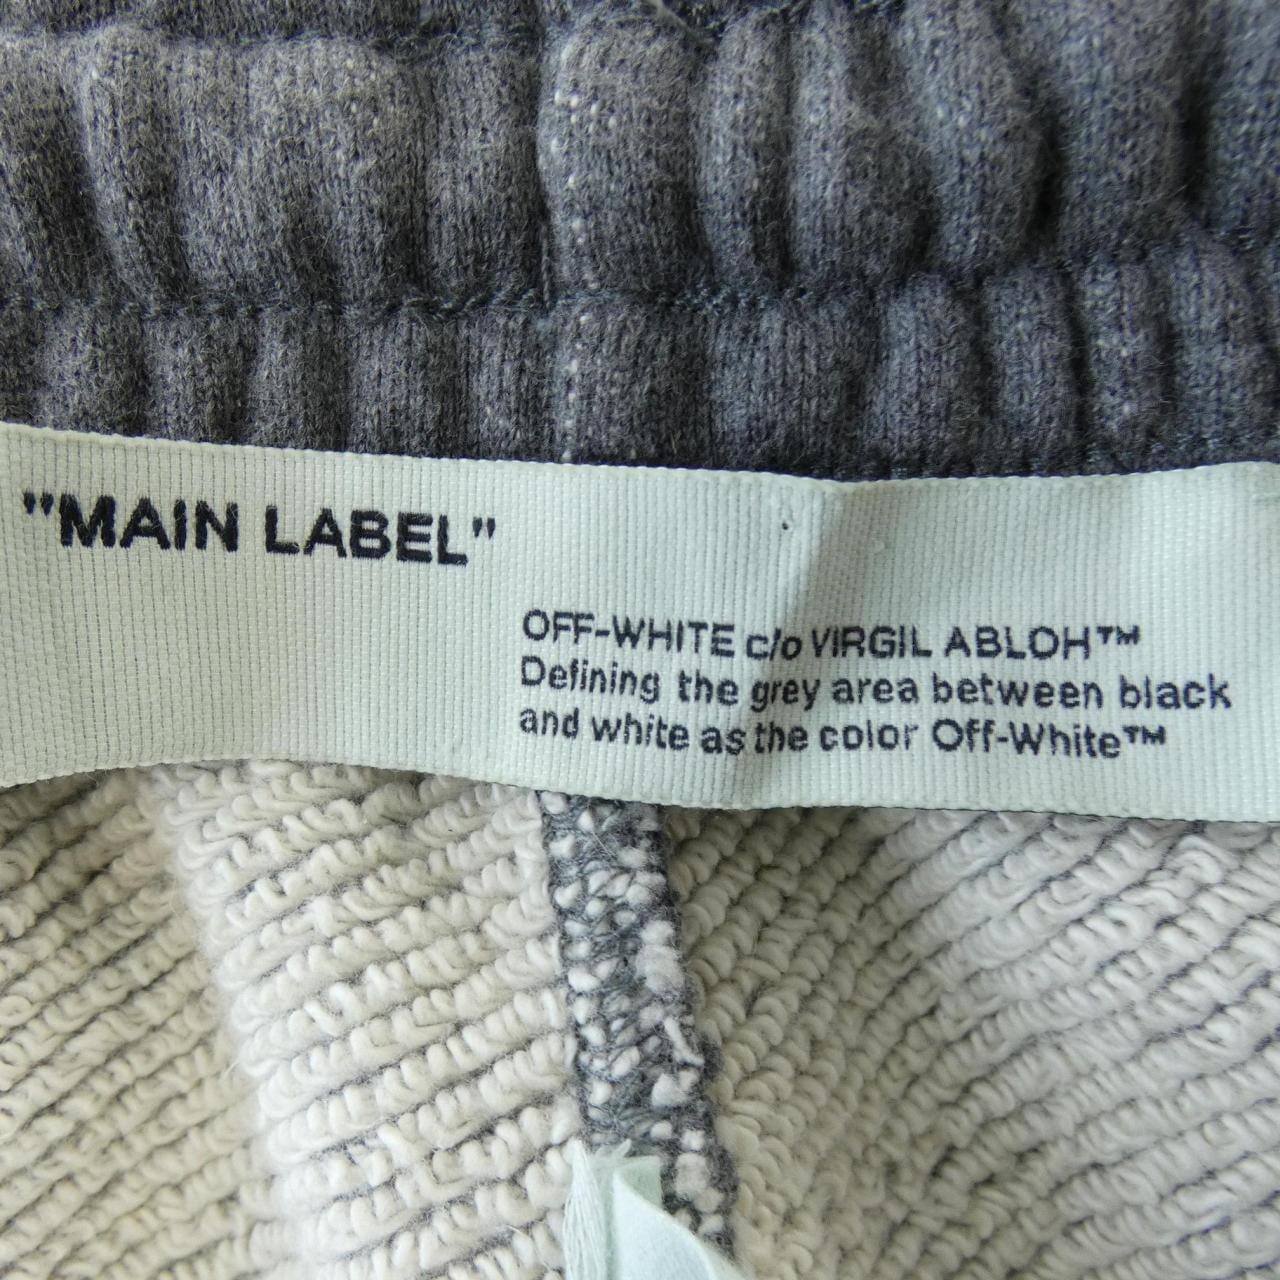 "MAIN LABEL"
OFF-WHITE c/o VIRGIL ABLOH™
Defining the grey area between black
and white as the color Off-White™